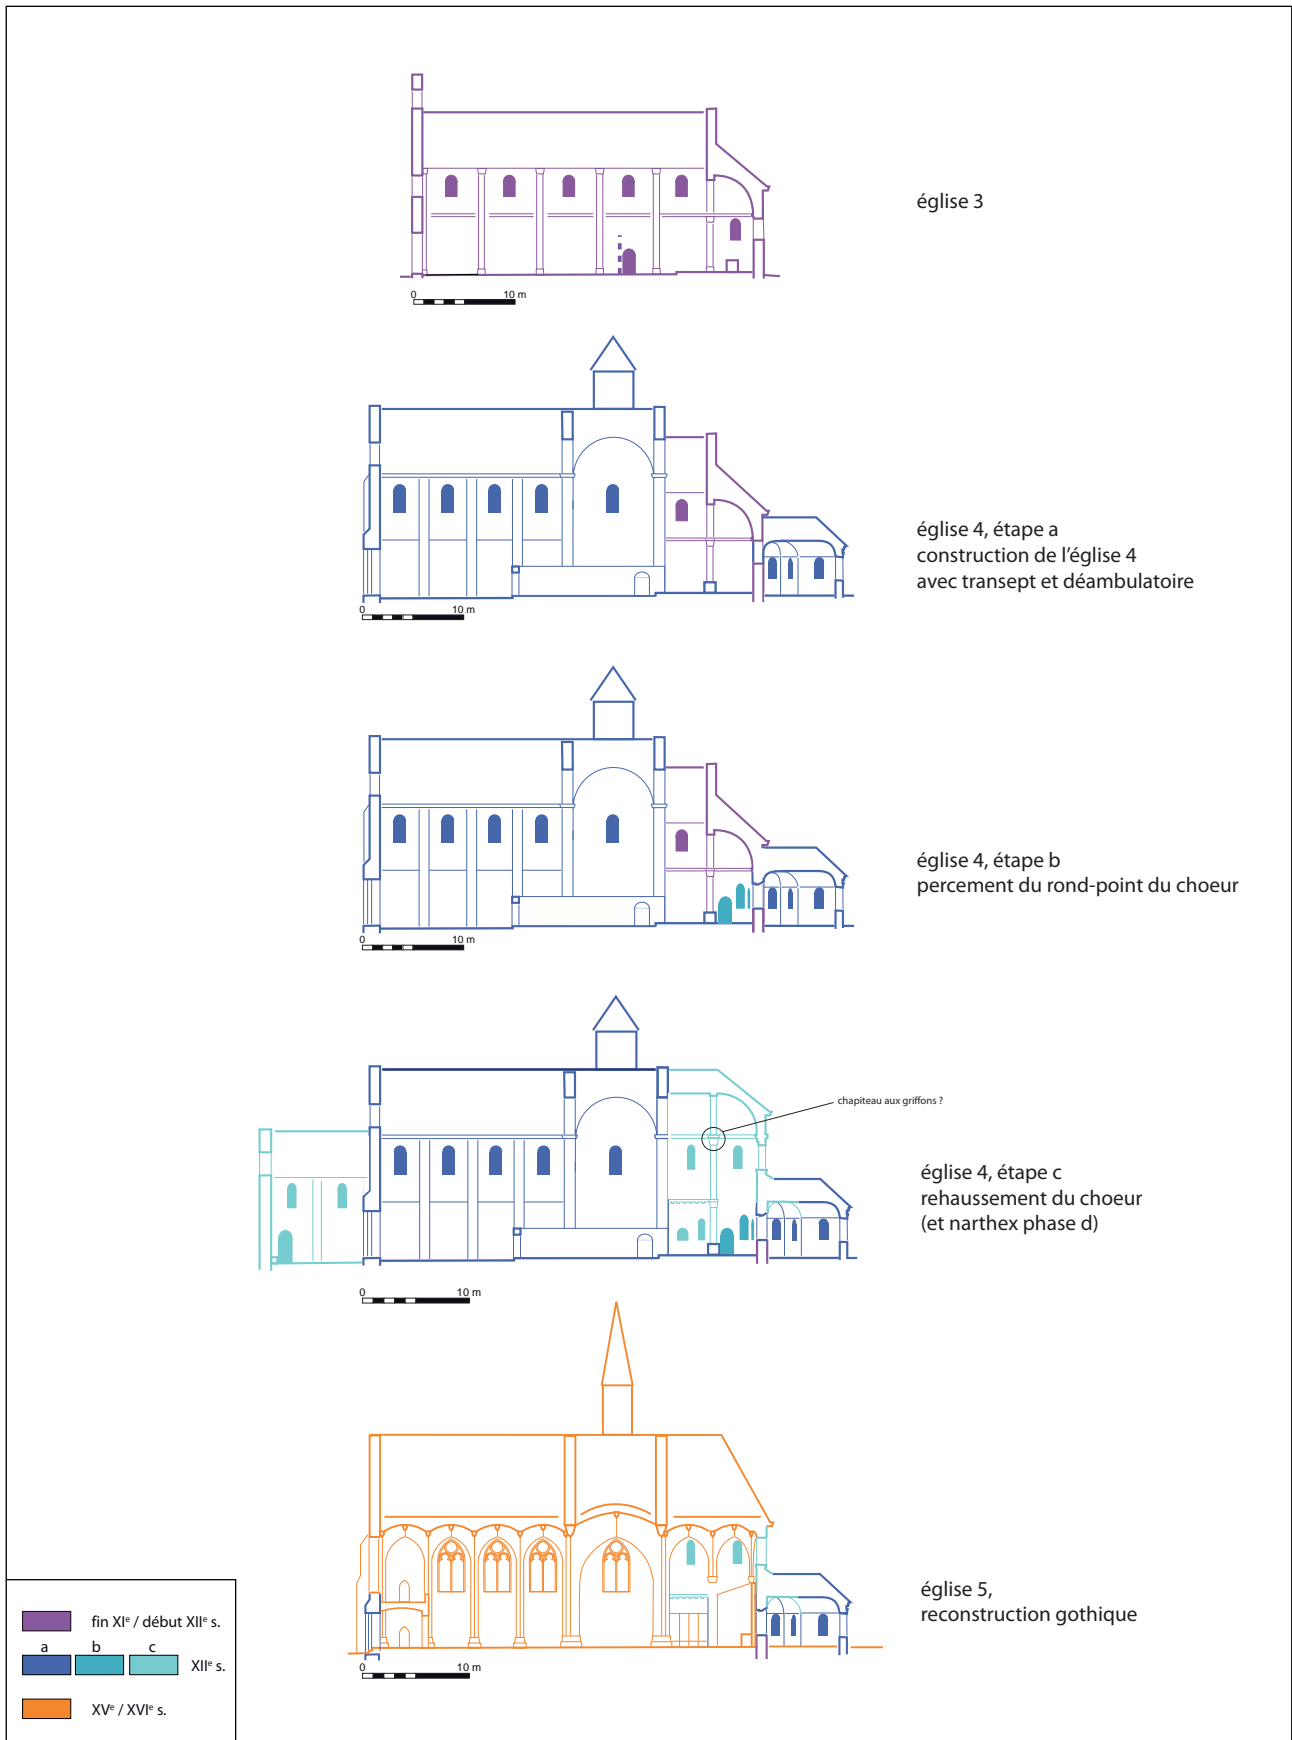 église 3
0 10 m
église 4, étape a
construction de l’église 4
avec transept et déambulatoire
0 10 m
église 4, étape b
percement du rond-point du choeur
0 10 m
chapiteau aux griffons ?
église 4, étape c
rehaussement du choeur
(et narthex phase d)
0 10 m
église 5,
reconstruction gothique
0 10 m
fin XIe / début XIIe s.
a b c
XIIe s.
XVe / XVIe s.